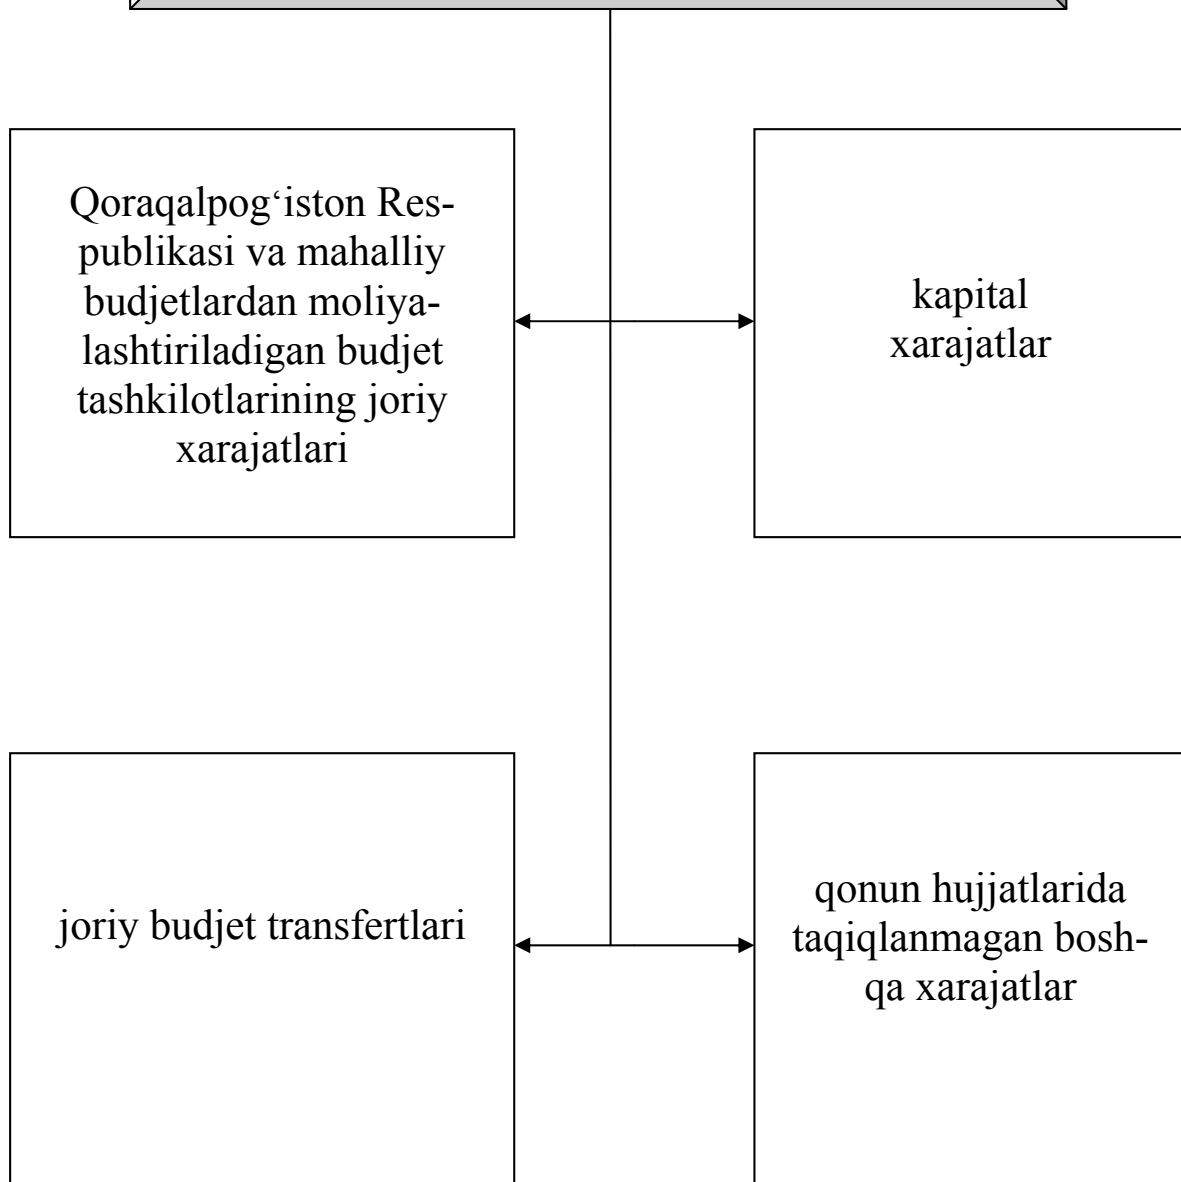 Qoraqalpog‘iston Res-
publikasi va mahalliy
budjetlardan moliya-
lashtiriladigan budjet
tashkilotlarining joriy
xarajatlari
kapital
xarajatlar
joriy budjet transfertlari
qonun hujjatlarida
taqiqlanmagan bosh-
qa xarajatlar